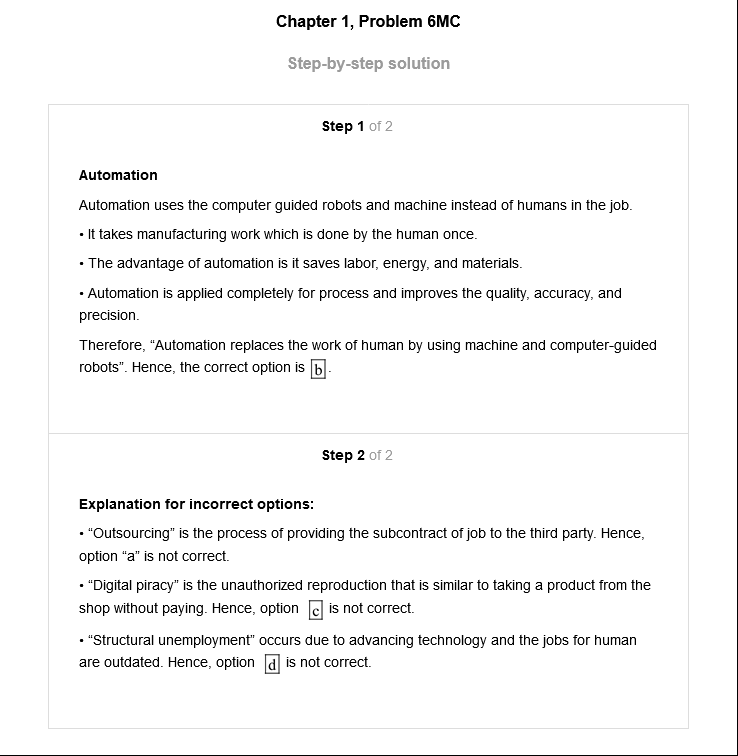 Chapter 1, Problem 6MC
Step-by-step solution
Step 1 of 2
Automation
Automation uses the computer guided robots and machine instead of humans in the job.
• It takes manufacturing work which is done by the human once.
• The advantage of automation is it saves labor, energy, and materials.
• Automation is applied completely for process and improves the quality, accuracy, and
precision.
Therefore, “Automation replaces the work of human by using machine and computer-guided
robots”. Hence, the correct option is b.
Step 2 of 2
Explanation for incorrect options:
• “Outsourcing” is the process of providing the subcontract of job to the third party. Hence,
option “a” is not correct.
• “Digital piracy” is the unauthorized reproduction that is similar to taking a product from the
shop without paying. Hence, option c is not correct.
• “Structural unemployment” occurs due to advancing technology and the jobs for human
are outdated. Hence, option d is not correct.